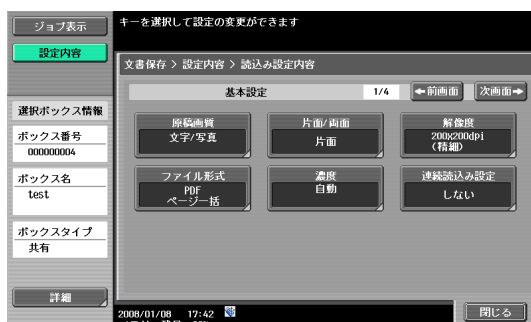 ジョブ表示
キーを選択して設定の変更ができます
設定内容
文書保存 > 設定内容 > 読込み設定内容
基本設定
1/4
←前画面
次画面→
選択ボックス情報
ボックス番号
000000004
ボックス名
test
ボックスタイプ
共有
詳細
原稿画質
文字/写真
片面/両面
片面
解像度
200x200dpi
(精細)
ファイル形式
PDF
ページ一括
濃度
自動
連続読込み設定
しない
2008/01/08 17:42
閉じる